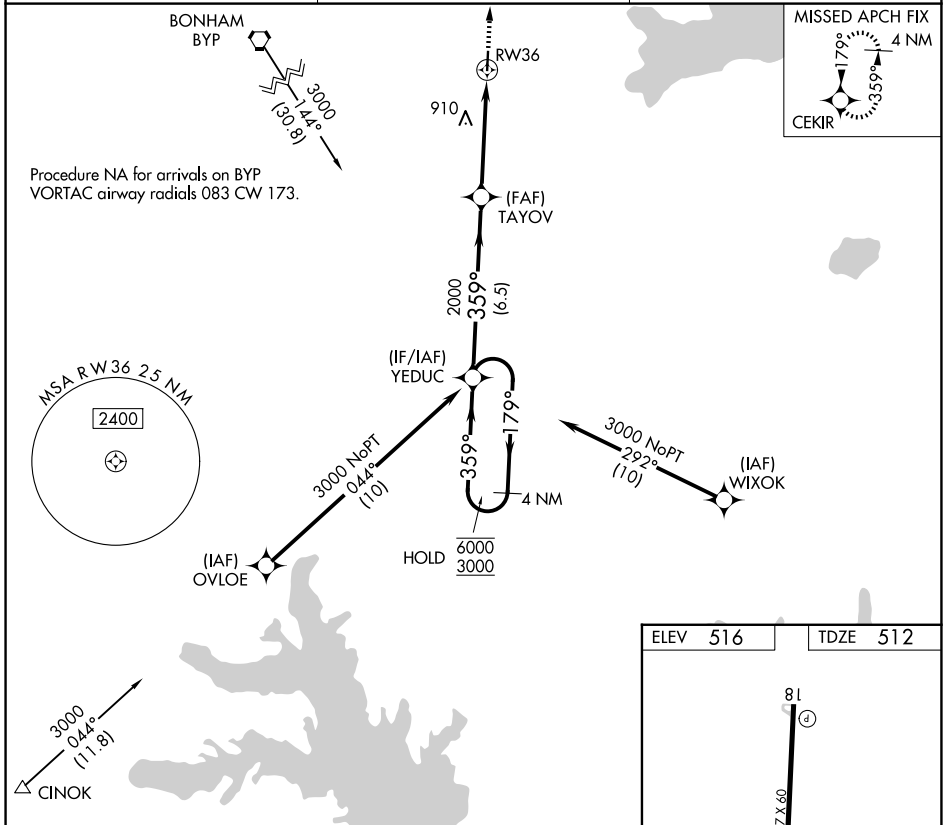 BONHAM
BYP
3000
144°
(30.8)
Procedure NA for arrivals on BYP
VORTAC airway radials 083 CW 173.
RW36
910
(FAF)
TAYOV
2000
359°
(6.5)
MISSED APCH FIX
4 NM
179°
359°
CEKIR
MSA RW36 25 NM
2400
(IF/IAF)
YEDUC
3000 NoPT
044°
(10)
(IAF)
OVLOE
359°
179°
4 NM
HOLD
6000
3000
3000 NoPT
292°
(10)
(IAF)
WIXOK
3000
044°
(11.8)
CINOK
ELEV 516
TDZE 512
18
P
X 60